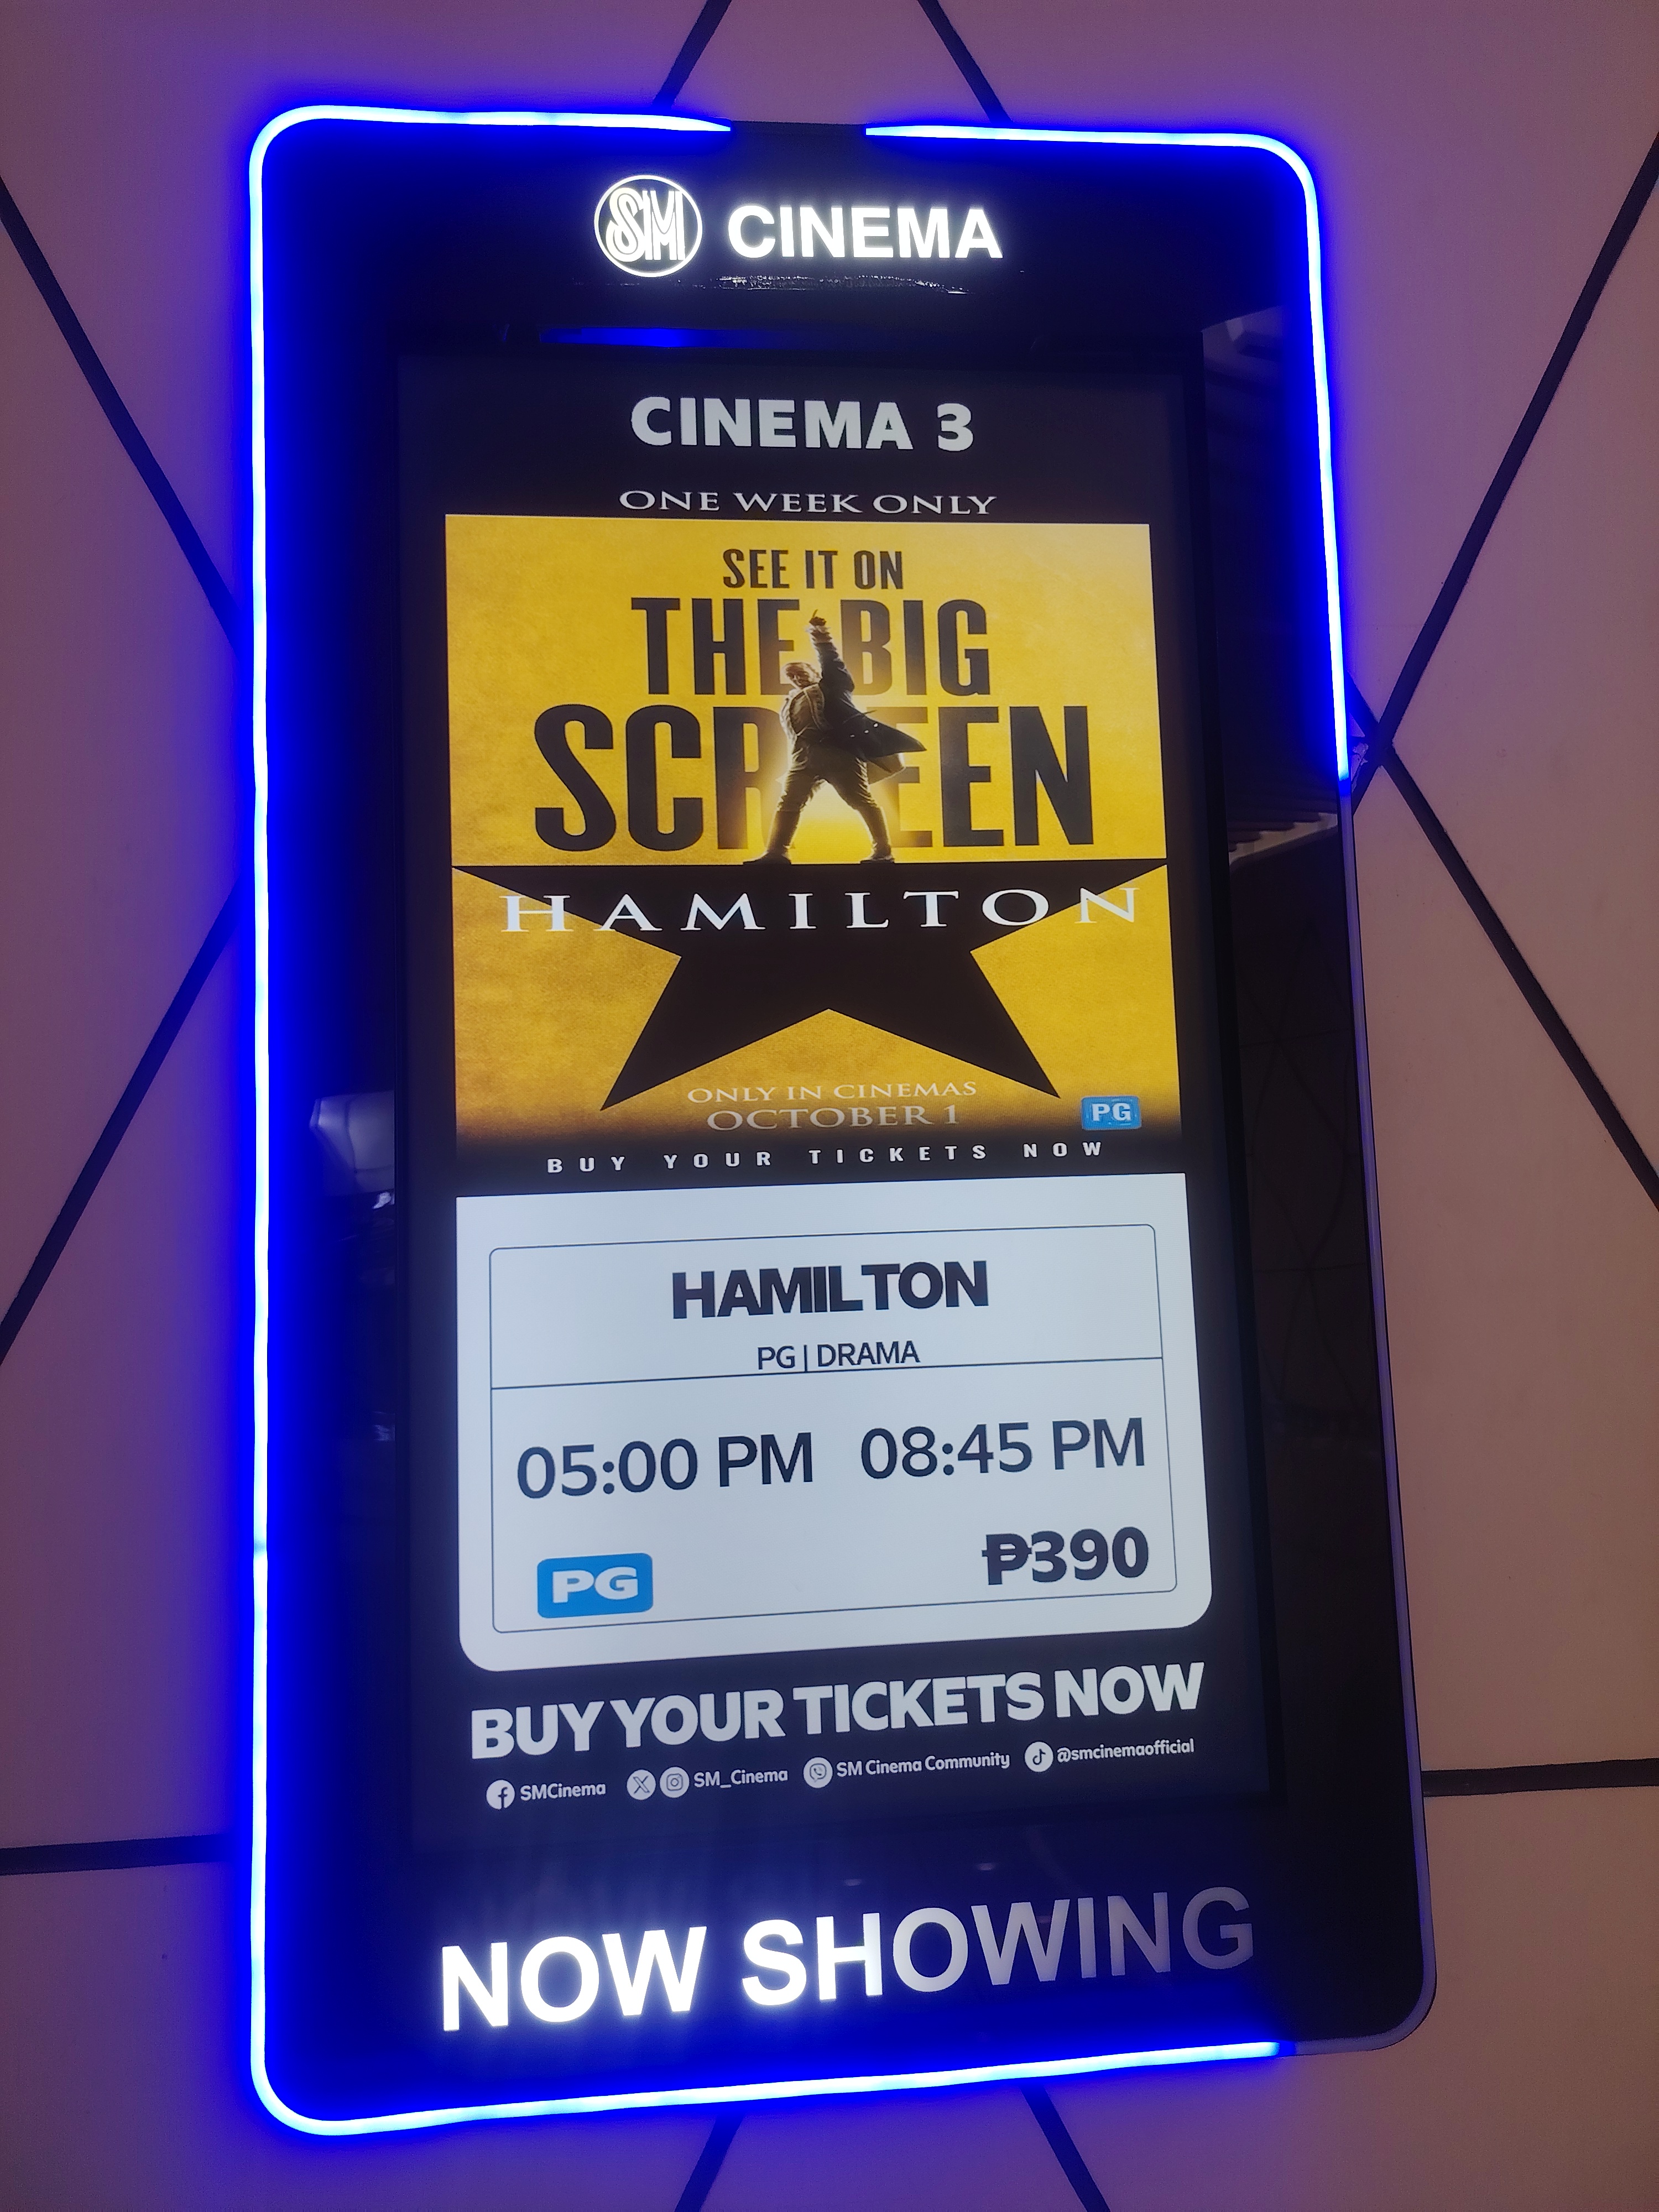 SM CINEMA
CINEMA 3
ONE WEEK ONLY
SEE IT ON
THE BIG
SCREEN
HAMILTON
ONLY IN CINEMAS
OCTOBER 1
PG
BUY YOUR TICKETS NOW
HAMILTON
PG | DRAMA
05:00 PM 08:45 PM
PG ₱390
BUY YOUR TICKETS NOW
SMCinema SM_Cinema SM Cinema Community @smcinemaofficial
NOW SHOWING